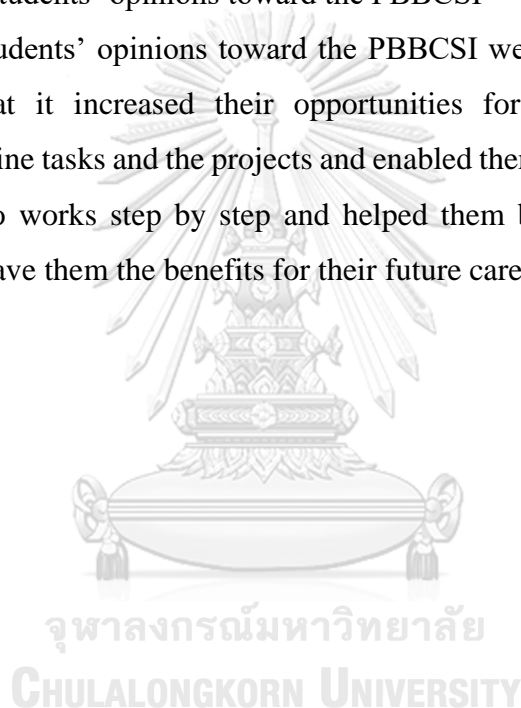 students' opinions toward the PBBCSI
udents' opinions toward the PBBCSI we
at it increased their opportunities for
ine tasks and the projects and enabled the
o works step by step and helped them b
ave them the benefits for their future care
จุฬาลงกรณ์มหาวิทยาลัย
CHULALONGKORN UNIVERSITY